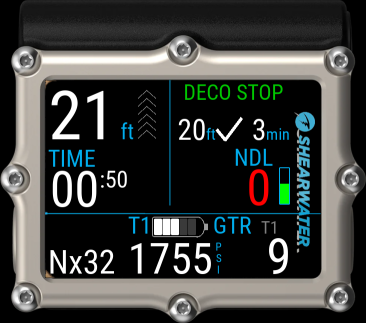 21 ft
DECO STOP
20ft 3min
TIME
00:50
NDL
0
SHEARWATER
T1 GTR T1
Nx32 1755 PSI 9